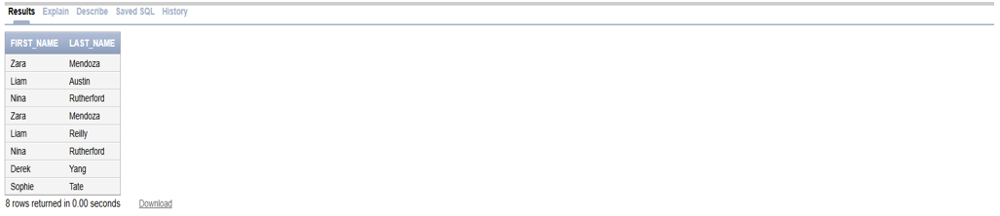 Results Explain Describe Saved SQL History
FIRST_NAME LAST_NAME
Zara Mendoza
Liam Austin
Nina Rutherford
Zara Mendoza
Liam Reilly
Nina Rutherford
Derek Yang
Sophie Tate
8 rows returned in 0.00 seconds Download